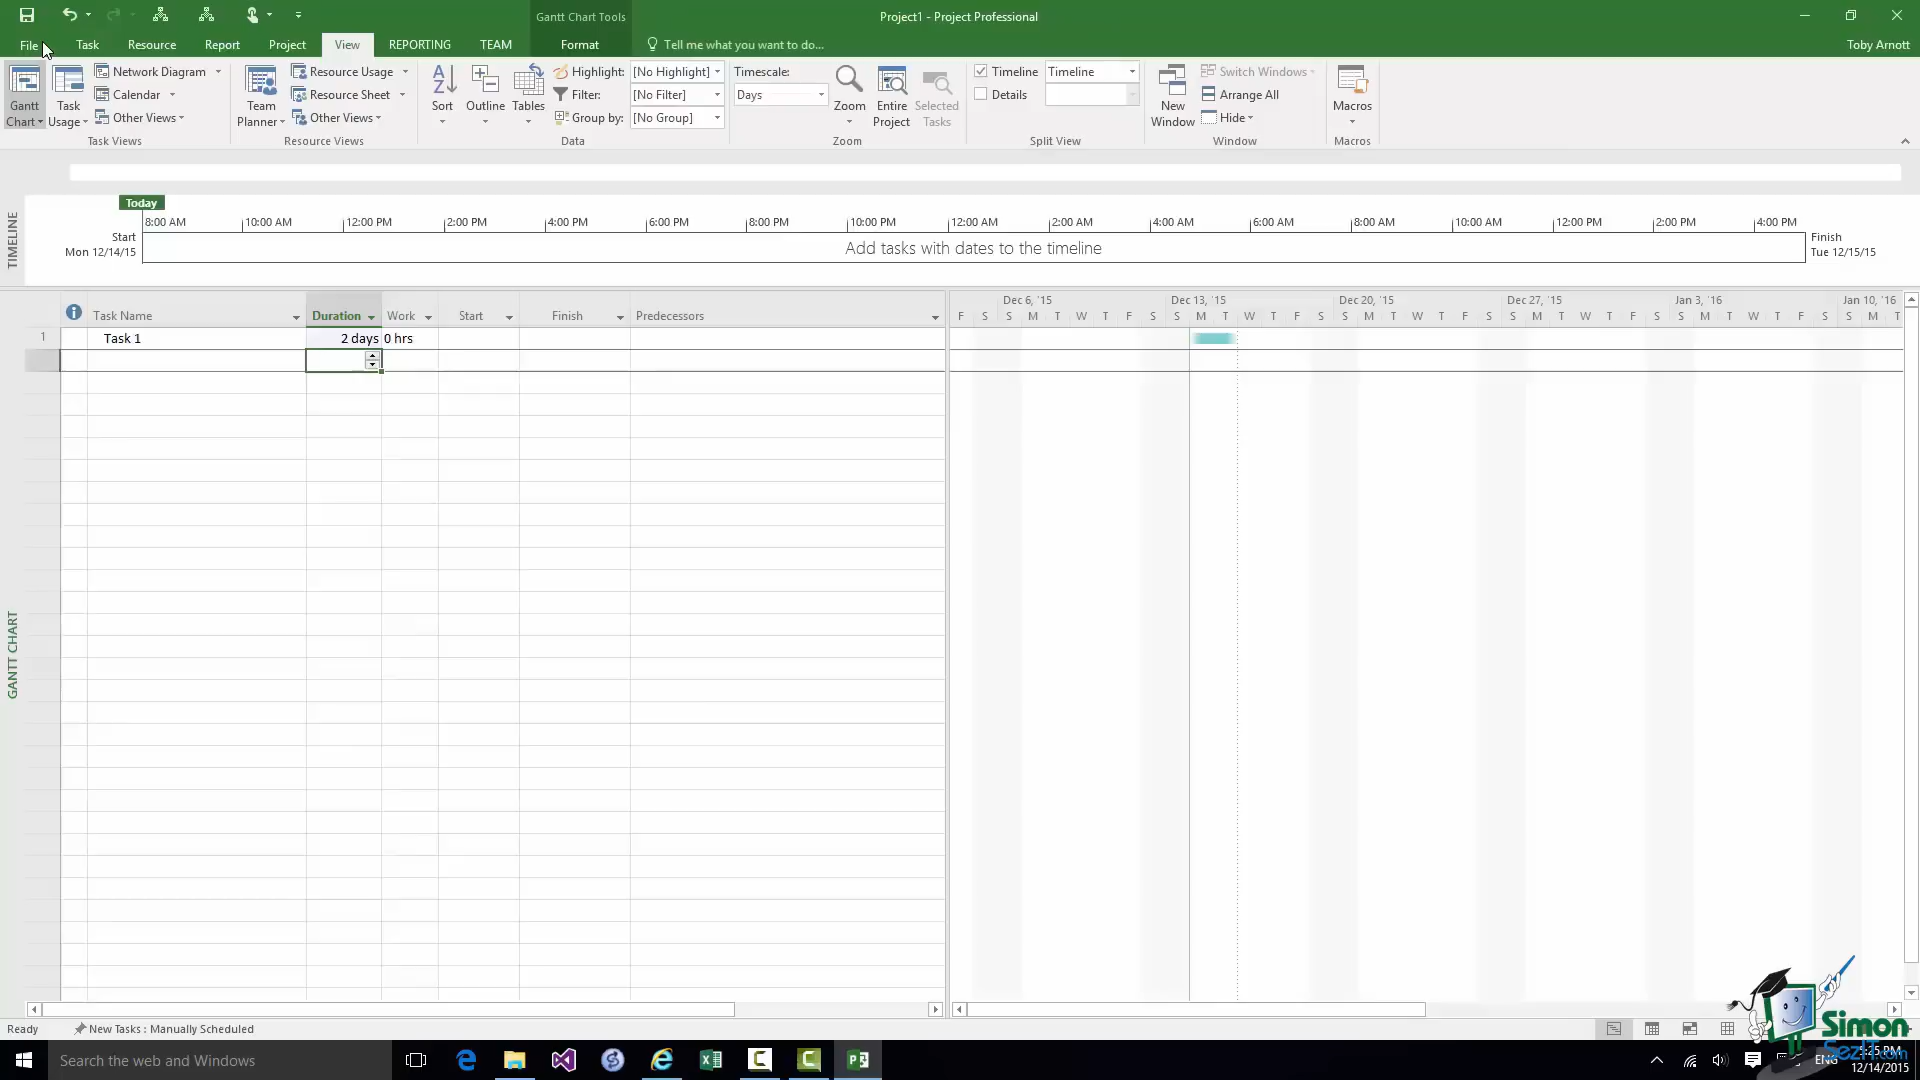 Gantt Chart Tools
Project1 - Project Professional
File Task Resource Report Project View REPORTING TEAM Format Tell me what you want to do... Toby Arnott
Gantt Chart
Task Usage
Network Diagram
Calendar
Other Views
Task Views
Team Planner
Resource Usage
Resource Sheet
Other Views
Resource Views
Sort
Outline
Tables
Highlight: [No Highlight]
Filter: [No Filter]
Group by: [No Group]
Data
Timescale:
Days
Zoom
Entire Project
Selected Tasks
Zoom
Timeline Timeline
Details
Split View
New Window
Switch Windows
Arrange All
Hide
Window
Macros
Macros
TIMELINE
Today
8:00 AM 10:00 AM 12:00 PM 2:00 PM 4:00 PM 6:00 PM 8:00 PM 10:00 PM 12:00 AM 2:00 AM 4:00 AM 6:00 AM 8:00 AM 10:00 AM 12:00 PM 2:00 PM 4:00 PM
Start
Mon 12/14/15
Add tasks with dates to the timeline
Finish
Tue 12/15/15
Dec 6, '15 Dec 13, '15 Dec 20, '15 Dec 27, '15 Jan 3, '16 Jan 10, '16
Task Name Duration Work Start Finish Predecessors
F S S M T W T F S S M T W T F S S M T W T F S S M T W T F S S M T W T F S S M T
1 Task 1 2 days 0 hrs
GANTT CHART
Ready New Tasks : Manually Scheduled
Simon
SezIT.com
Search the web and Windows
ENG
5:25 PM
12/14/2015